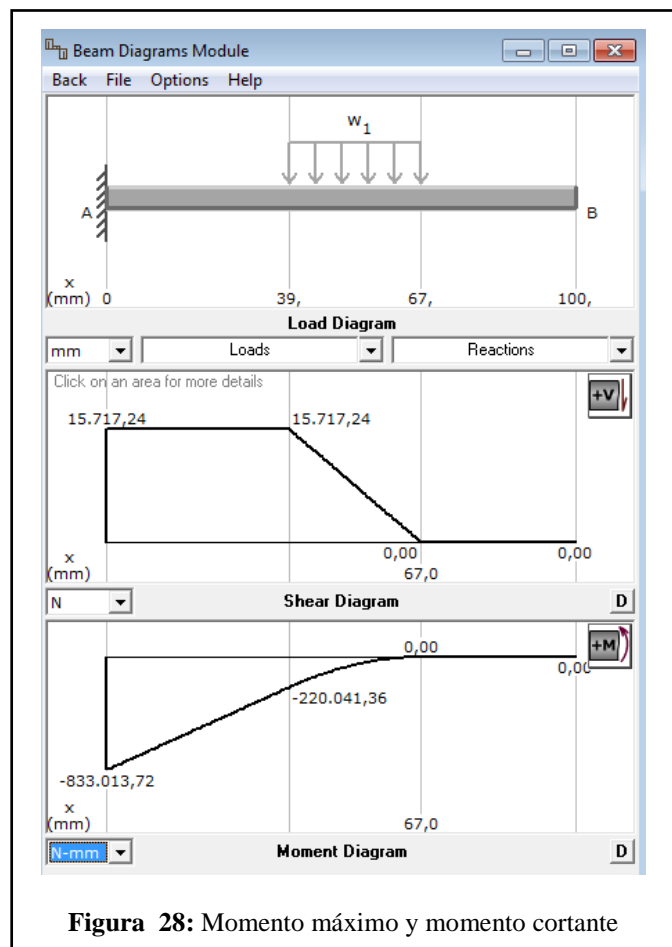 Beam Diagrams Module
Back File Options Help
w1
A
B
x
(mm) 0 39, 67, 100,
Load Diagram
mm Loads Reactions
Click on an area for more details
+V
15.717,24 15.717,24
0,00 0,00
x
(mm) 67,0
N Shear Diagram D
+M
0,00
0,00
-220.041,36
-833.013,72
x
(mm) 67,0
N-mm Moment Diagram D
Figura 28: Momento máximo y momento cortante